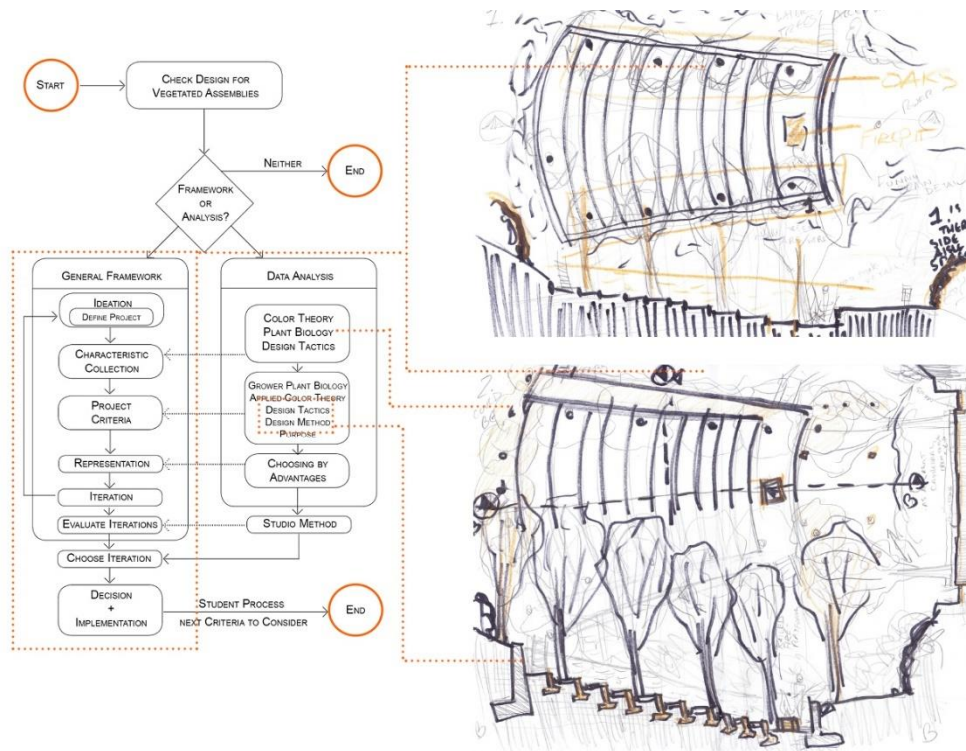 START
CHECK DESIGN FOR
VEGETATED ASSEMBLIES
NEITHER
END
FRAMEWORK
OR
ANALYSIS?
GENERAL FRAMEWORK
IDEATION
DEFINE PROJECT
CHARACTERISTIC
COLLECTION
PROJECT
CRITERIA
REPRESENTATION
ITERATION
EVALUATE ITERATIONS
CHOOSE ITERATION
DECISION
+
IMPLEMENTATION
DATA ANALYSIS
COLOR THEORY
PLANT BIOLOGY
DESIGN TACTICS
GROWER PLANT BIOLOGY
APPLIED COLOR THEORY
DESIGN TACTICS
DESIGN METHOD
PURPOSE
CHOOSING BY
ADVANTAGES
STUDIO METHOD
STUDENT PROCESS
NEXT CRITERIA TO CONSIDER
END
1.
OAKS
FIREPIT
1.
1 IS
SIDE
2.
B
B